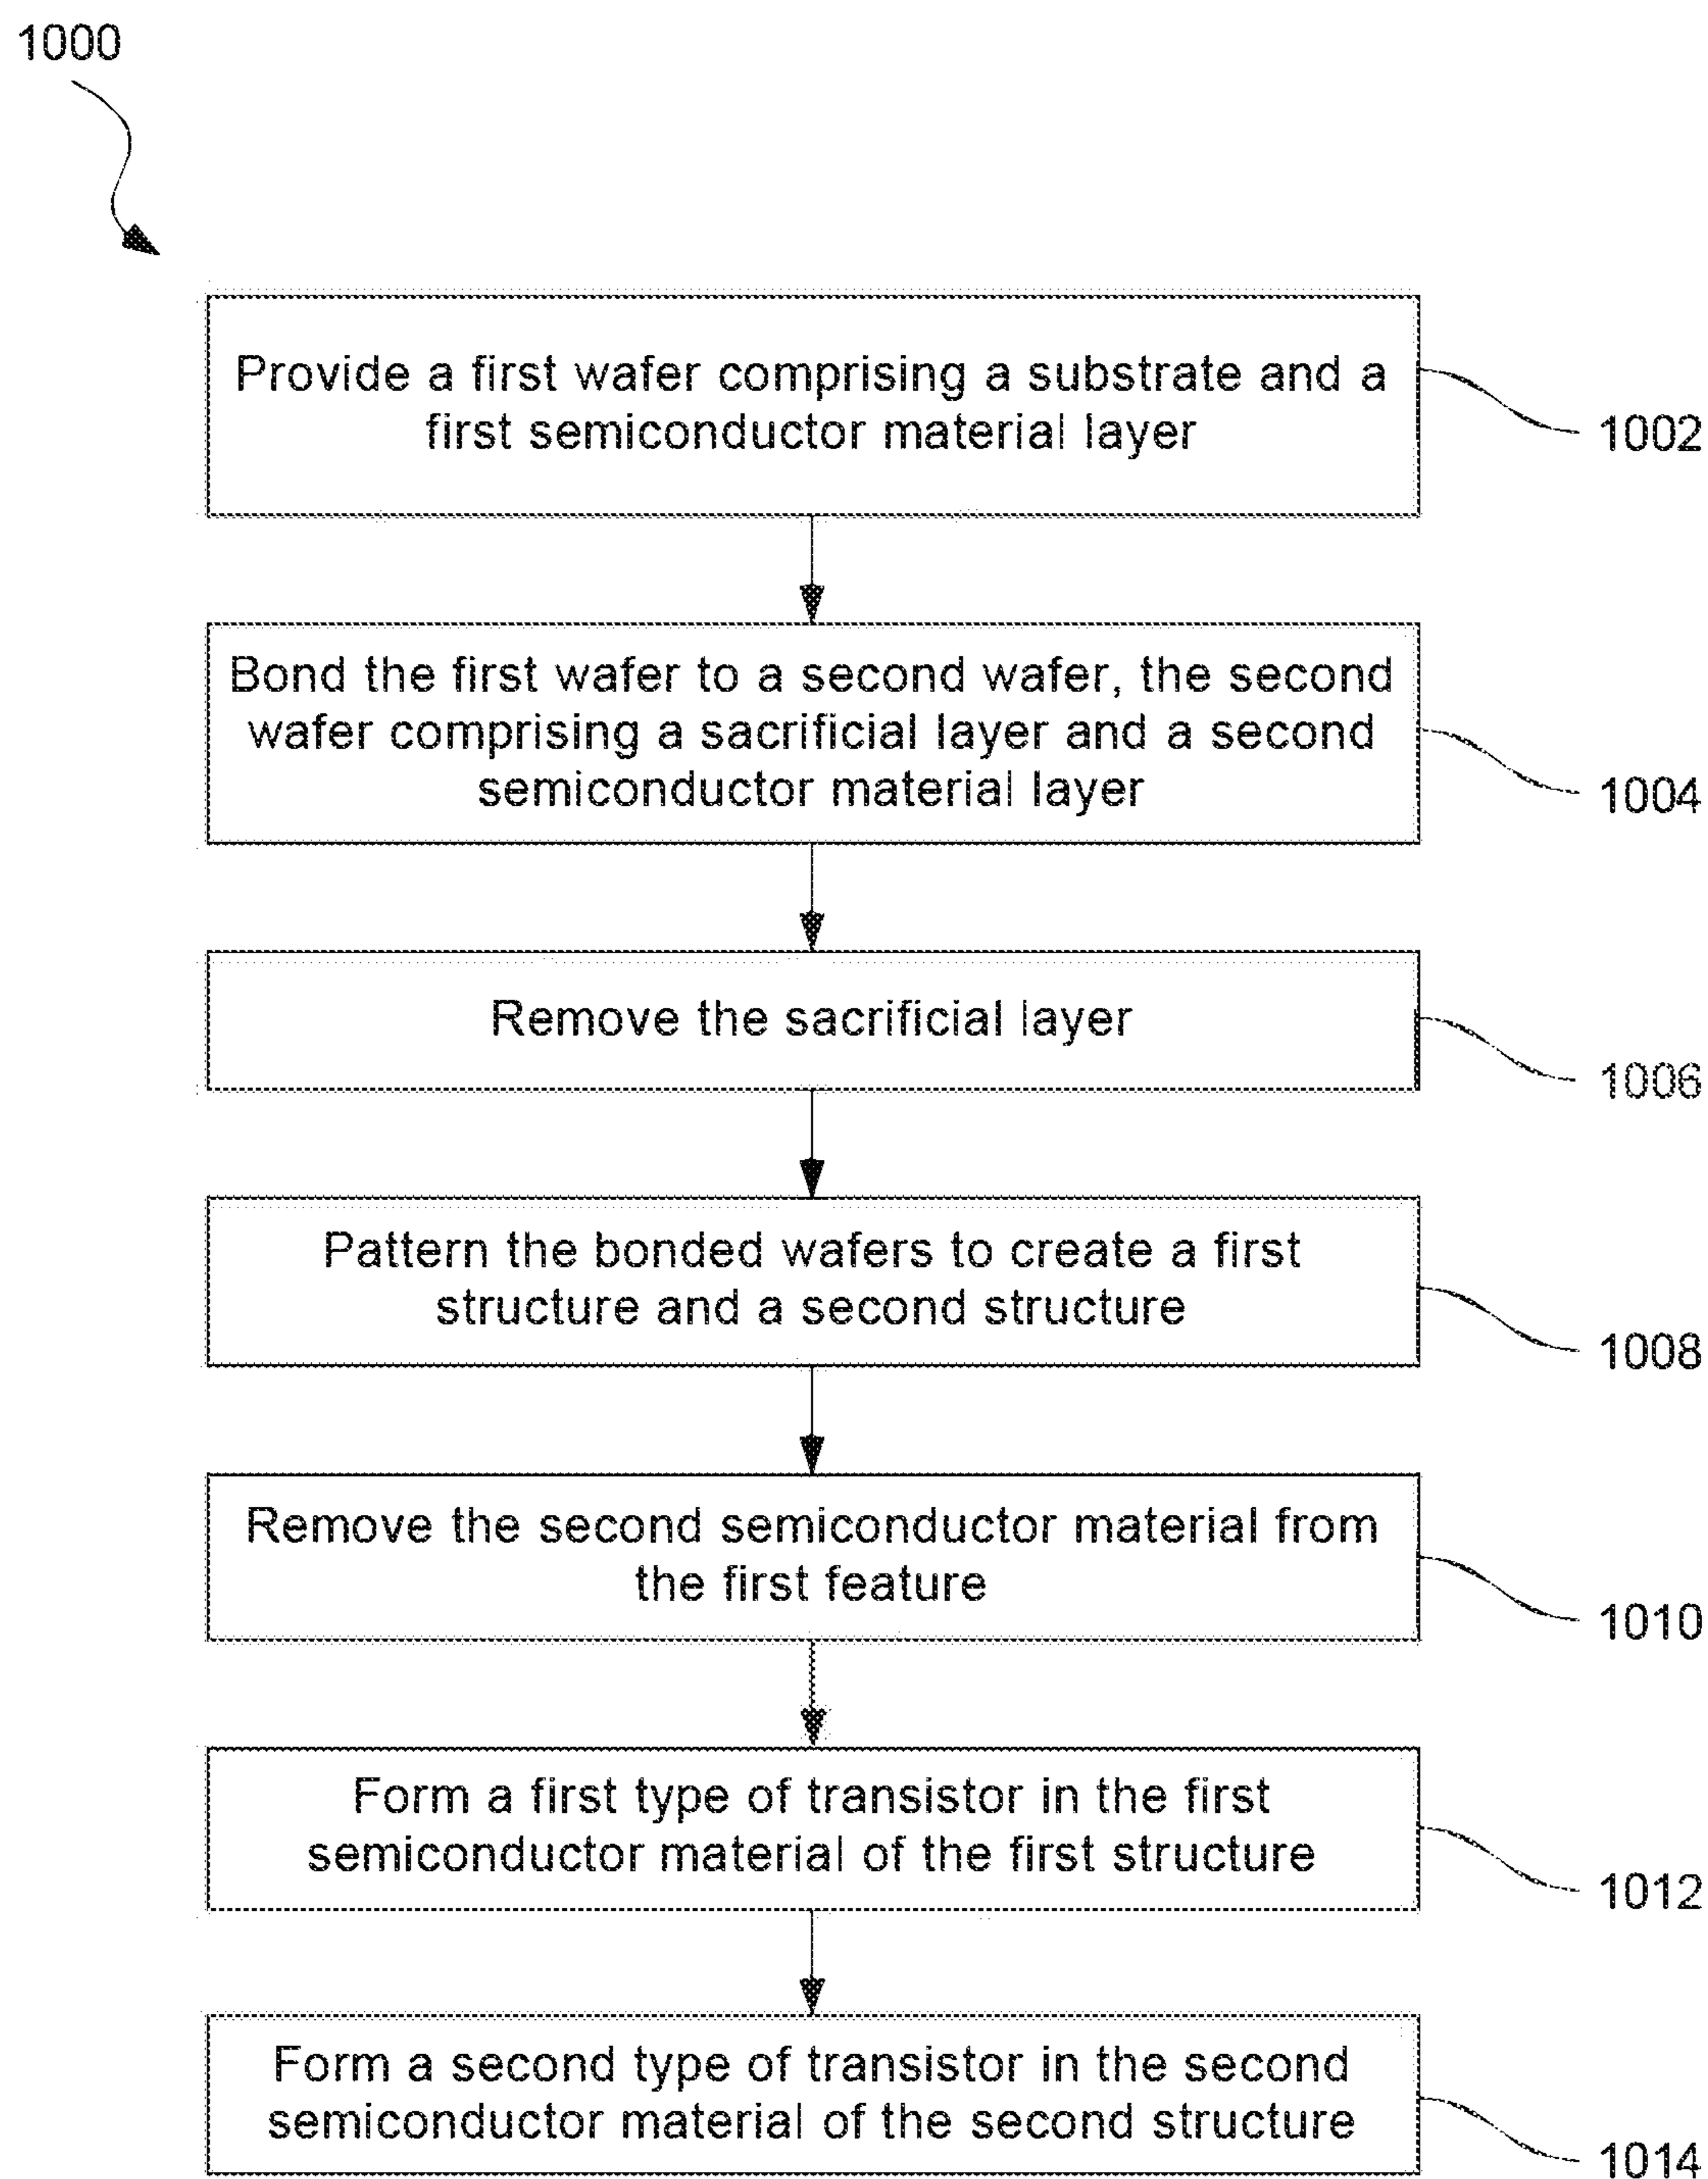 1000
Provide a first wafer comprising a substrate and a
first semiconductor material layer
1002
Bond the first wafer to a second wafer, the second
wafer comprising a sacrificial layer and a second
semiconductor material layer
1004
Remove the sacrificial layer
1006
Pattern the bonded wafers to create a first
structure and a second structure
1008
Remove the second semiconductor material from
the first feature
1010
Form a first type of transistor in the first
semiconductor material of the first structure
1012
Form a second type of transistor in the second
semiconductor material of the second structure
1014